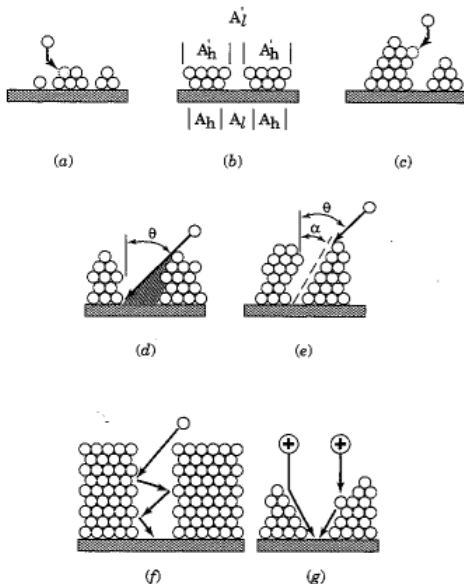 A'l
| A'h | | A'h |
| Ah | Al | Ah |
(a) (b) (c)
θ
(d)
θ
α
(e)
+ +
(f) (g)